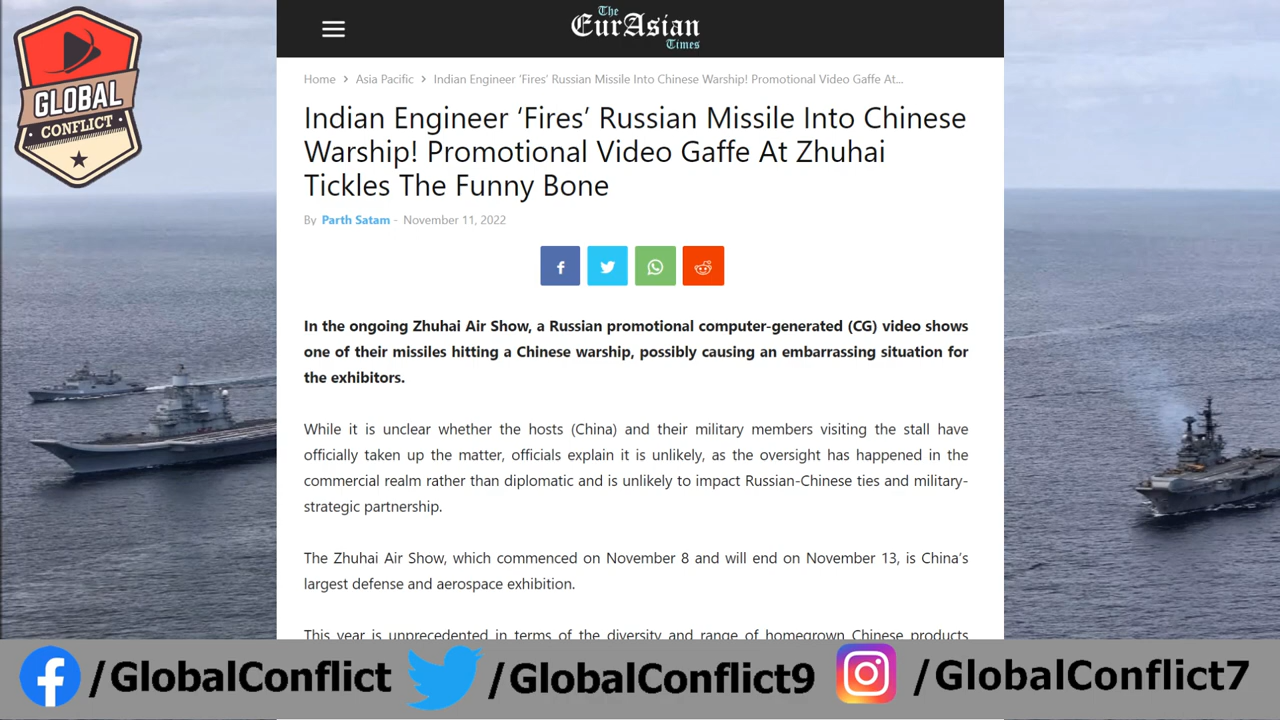 GLOBAL
CONFLICT
The
EurAsian
Times
Home > Asia Pacific > Indian Engineer ‘Fires’ Russian Missile Into Chinese Warship! Promotional Video Gaffe At...
Indian Engineer ‘Fires’ Russian Missile Into Chinese
Warship! Promotional Video Gaffe At Zhuhai
Tickles The Funny Bone
By Parth Satam - November 11, 2022
In the ongoing Zhuhai Air Show, a Russian promotional computer-generated (CG) video shows
one of their missiles hitting a Chinese warship, possibly causing an embarrassing situation for
the exhibitors.
While it is unclear whether the hosts (China) and their military members visiting the stall have
officially taken up the matter, officials explain it is unlikely, as the oversight has happened in the
commercial realm rather than diplomatic and is unlikely to impact Russian-Chinese ties and military-
strategic partnership.
The Zhuhai Air Show, which commenced on November 8 and will end on November 13, is China’s
largest defense and aerospace exhibition.
This year is unprecedented in terms of the diversity and range of homegrown Chinese products
/GlobalConflict /GlobalConflict9 /GlobalConflict7